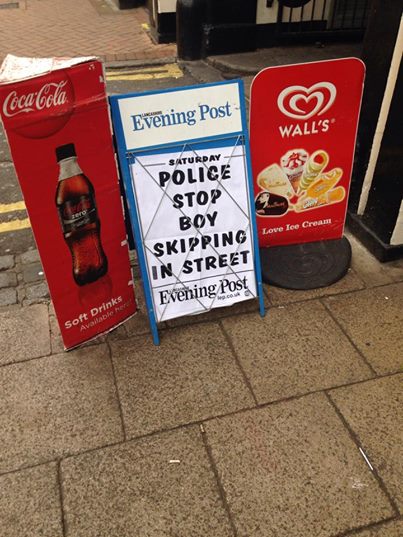 Coca-Cola
zero
Soft Drinks
Available here
LANCASHIRE
Evening Post
SATURDAY
POLICE
STOP
BOY
SKIPPING
IN STREET
LANCASHIRE
Evening Post
lep.co.uk
WALL'S
Love Ice Cream